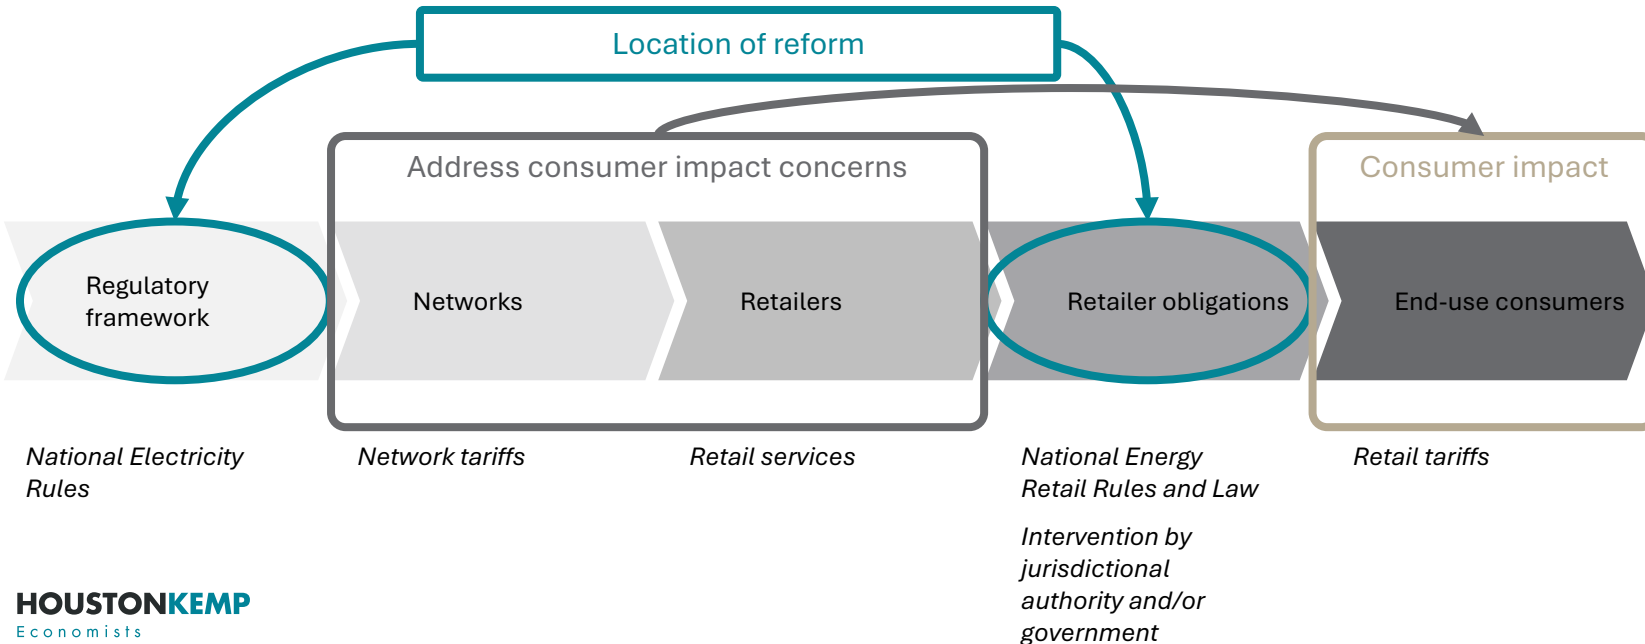 Location of reform
Address consumer impact concerns
Consumer impact
Regulatory
framework
Networks
Retailers
Retailer obligations
End-use consumers
National Electricity
Rules
Network tariffs
Retail services
National Energy
Retail Rules and Law
Intervention by
jurisdictional
authority and/or
government
Retail tariffs
HOUSTONKEMP
Economists